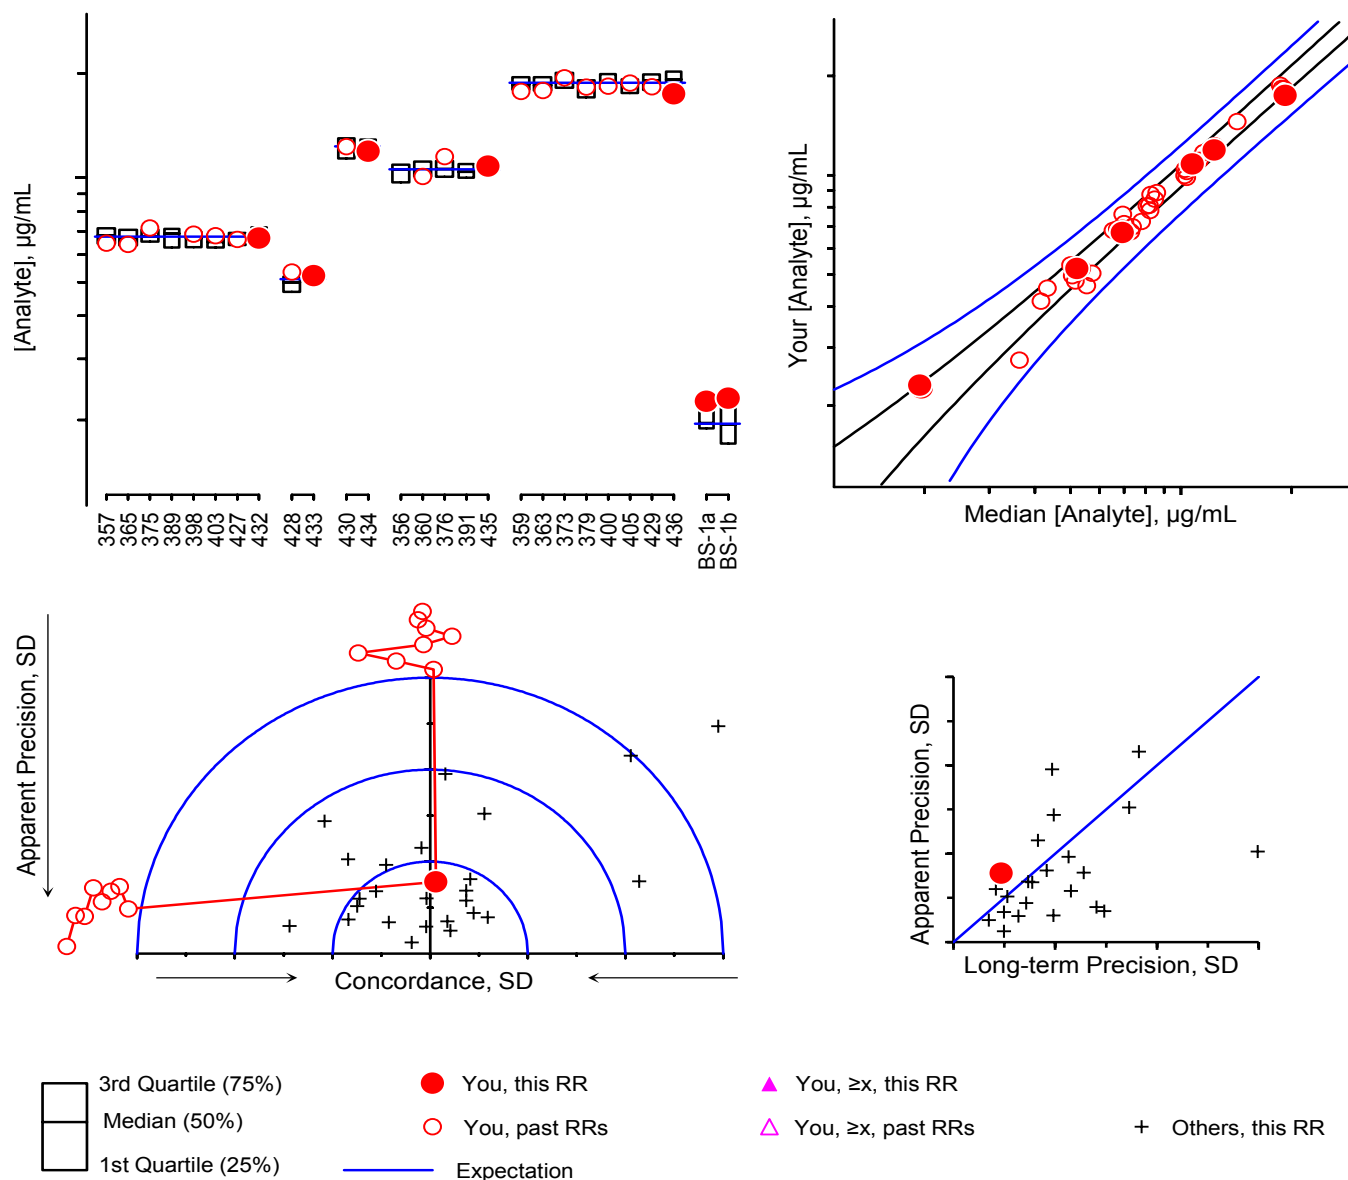 [Analyte], µg/mL
357
365
375
389
398
403
427
432
428
433
430
434
356
360
376
391
435
359
363
373
379
400
405
429
436
BS-1a
BS-1b
Your [Analyte], µg/mL
Median [Analyte], µg/mL
Apparent Precision, SD
Concordance, SD
Apparent Precision, SD
Long-term Precision, SD
3rd Quartile (75%)
Median (50%)
1st Quartile (25%)
You, this RR
You, past RRs
Expectation
You, ≥x, this RR
You, ≥x, past RRs
Others, this RR